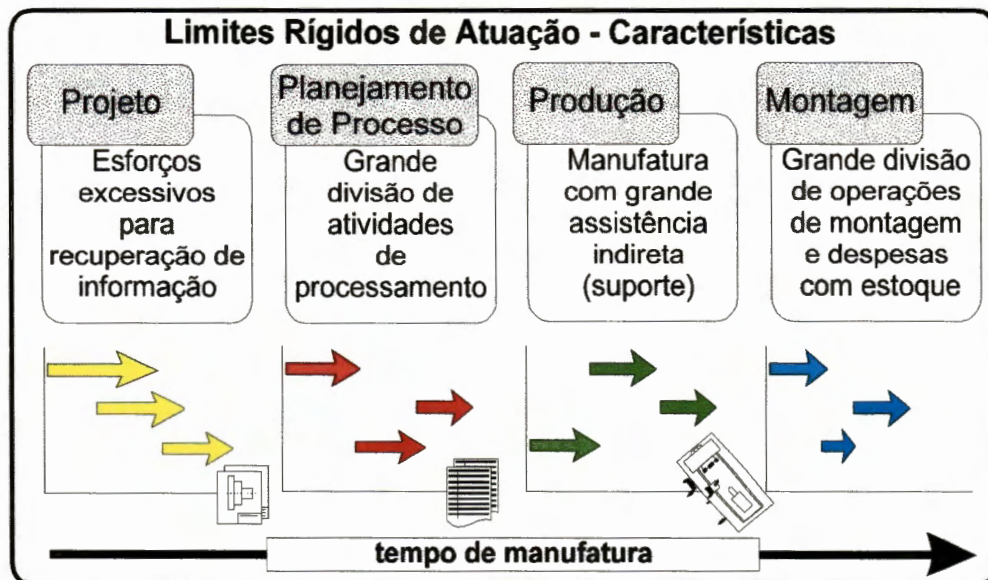 Limites Rígidos de Atuação - Características
Projeto
Esforços
excessivos
para
recuperação de
informação
Planejamento
de Processo
Grande
divisão de
atividades
de
processamento
Produção
Manufatura
com grande
assistência
indireta
(suporte)
Montagem
Grande divisão
de operações
de montagem
e despesas
com estoque
tempo de manufatura